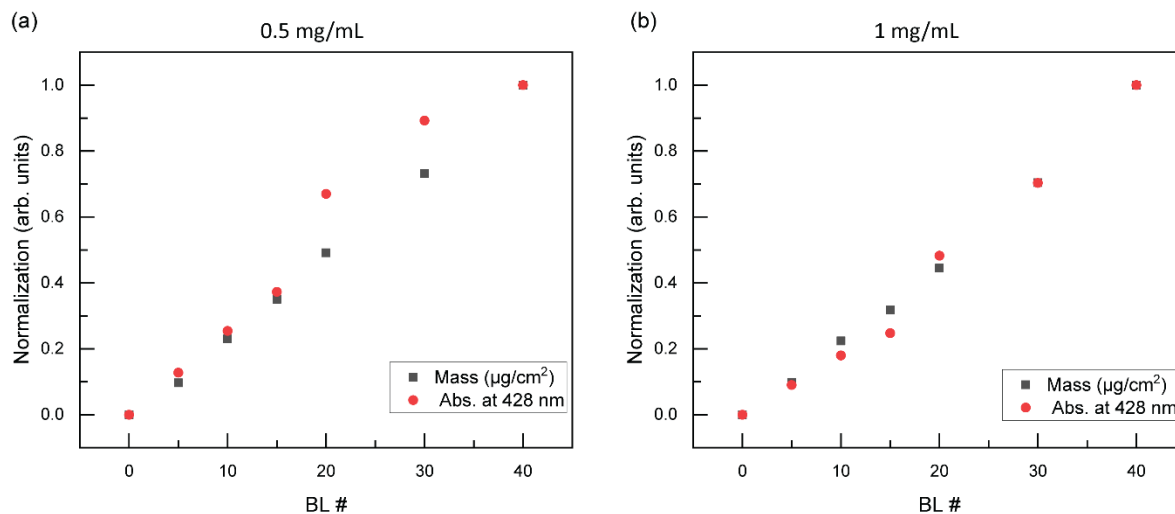 (a)
0.5 mg/mL
Normalization (arb. units)
1.0
0.8
0.6
0.4
0.2
0.0
0 10 20 30 40
BL #
Mass (µg/cm²)
Abs. at 428 nm
(b)
1 mg/mL
Normalization (arb. units)
1.0
0.8
0.6
0.4
0.2
0.0
0 10 20 30 40
BL #
Mass (µg/cm²)
Abs. at 428 nm